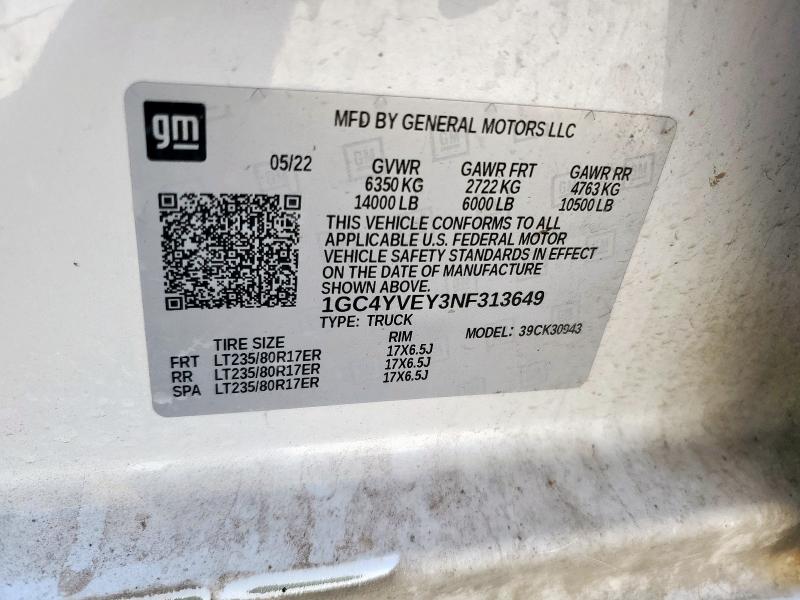 gm
MFD BY GENERAL MOTORS LLC
05/22 GVWR GAWR FRT GAWR RR
6350 KG 2722 KG 4763 KG
14000 LB 6000 LB 10500 LB
THIS VEHICLE CONFORMS TO ALL
APPLICABLE U.S. FEDERAL MOTOR
VEHICLE SAFETY STANDARDS IN EFFECT
ON THE DATE OF MANUFACTURE
SHOWN ABOVE.
1GC4YVEY3NF313649
TYPE: TRUCK MODEL: 39CK30943
TIRE SIZE RIM
FRT LT235/80R17ER 17X6.5J
RR LT235/80R17ER 17X6.5J
SPA LT235/80R17ER 17X6.5J